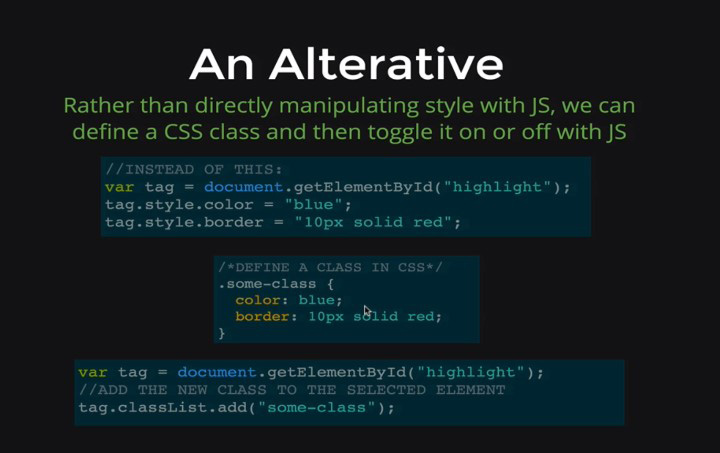 An Alterative
Rather than directly manipulating style with JS, we can
define a CSS class and then toggle it on or off with JS
//INSTEAD OF THIS:
var tag = document.getElementById("highlight");
tag.style.color = "blue";
tag.style.border = "10px solid red";
/*DEFINE A CLASS IN CSS*/
.some-class {
color: blue;
border: 10px solid red;
}
var tag = document.getElementById("highlight");
//ADD THE NEW CLASS TO THE SELECTED ELEMENT
tag.classList.add("some-class");